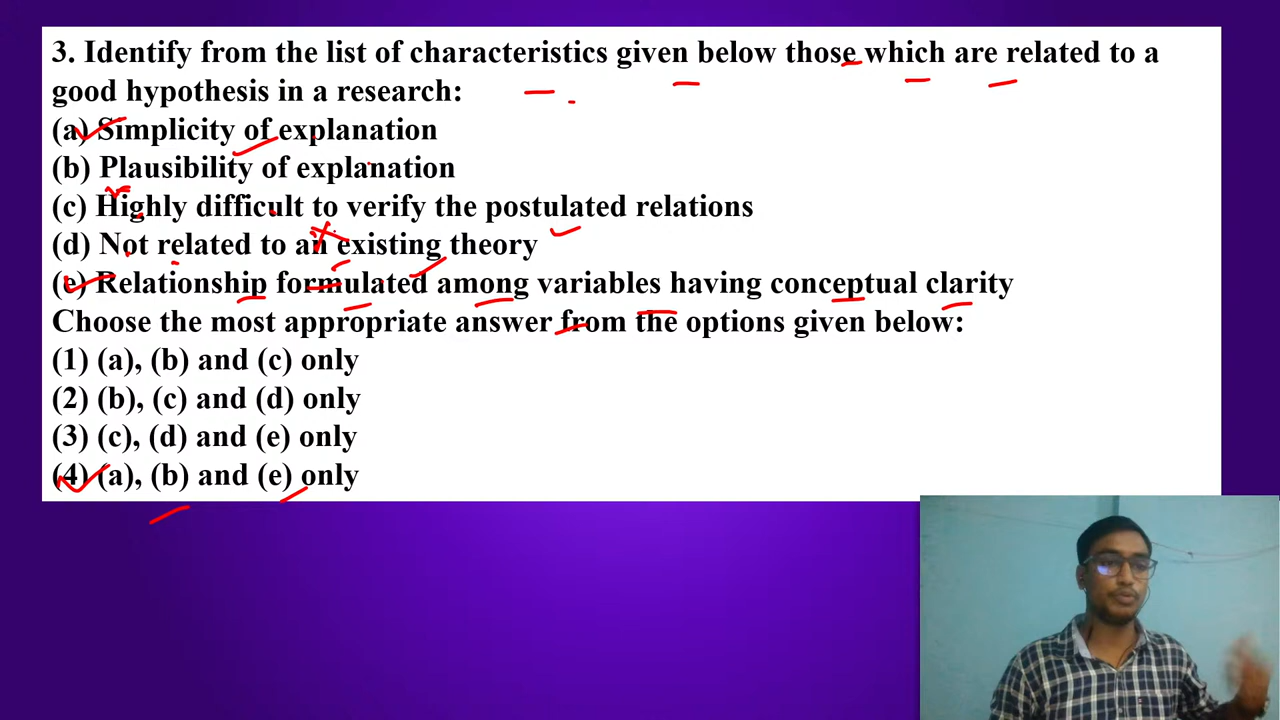 3. Identify from the list of characteristics given below those which are related to a
good hypothesis in a research:
(a) Simplicity of explanation
(b) Plausibility of explanation
(c) Highly difficult to verify the postulated relations
(d) Not related to an existing theory
(e) Relationship formulated among variables having conceptual clarity
Choose the most appropriate answer from the options given below:
(1) (a), (b) and (c) only
(2) (b), (c) and (d) only
(3) (c), (d) and (e) only
(4) (a), (b) and (e) only